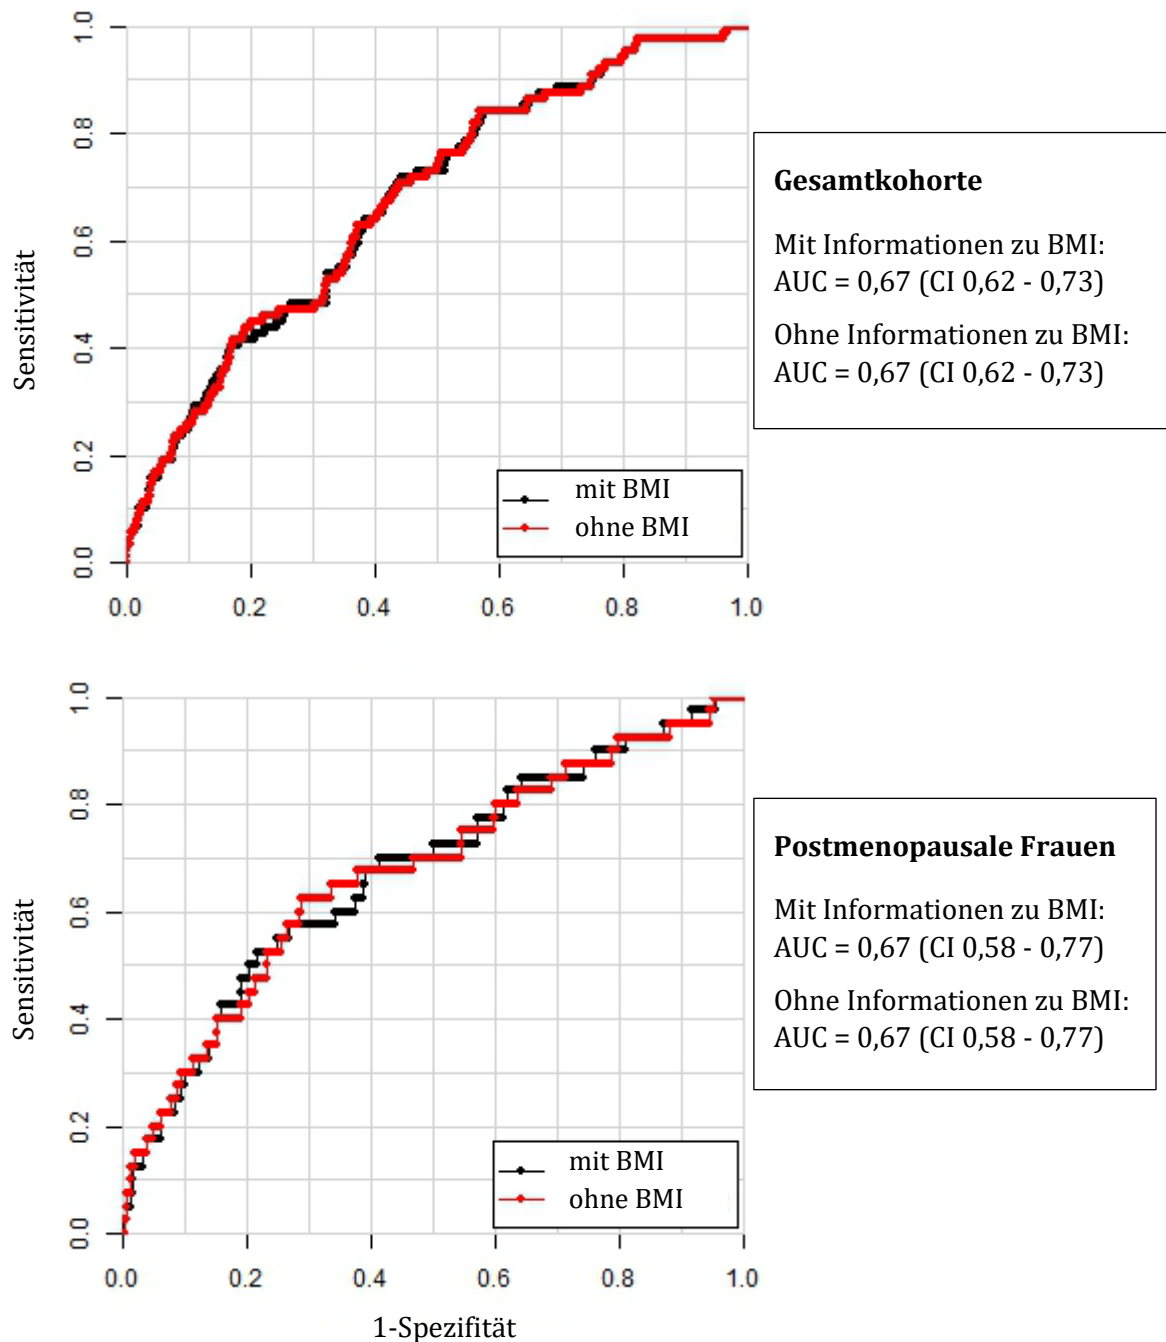 Sensitivität
1.0
0.8
0.6
0.4
0.2
0.0
0.0
0.2
0.4
0.6
0.8
1.0
mit BMI
ohne BMI
Gesamtkohorte
Mit Informationen zu BMI:
AUC = 0,67 (CI 0,62 - 0,73)
Ohne Informationen zu BMI:
AUC = 0,67 (CI 0,62 - 0,73)
Sensitivität
1.0
0.8
0.6
0.4
0.2
0.0
0.0
0.2
0.4
0.6
0.8
1.0
1-Spezifität
mit BMI
ohne BMI
Postmenopausale Frauen
Mit Informationen zu BMI:
AUC = 0,67 (CI 0,58 - 0,77)
Ohne Informationen zu BMI:
AUC = 0,67 (CI 0,58 - 0,77)